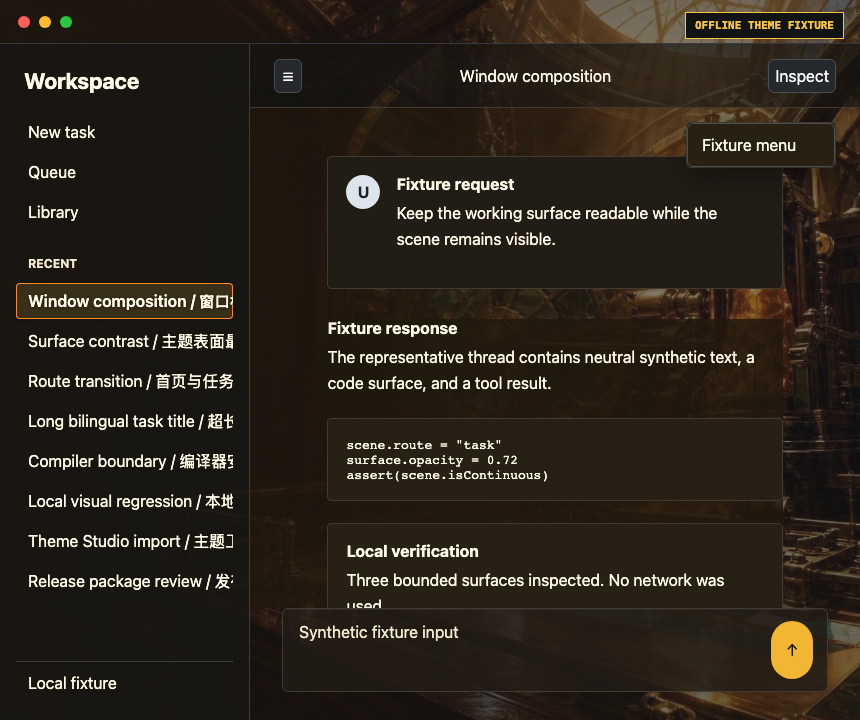 OFFLINE THEME FIXTURE
Workspace
New task
Queue
Library
RECENT
Window composition / 窗口
Surface contrast / 主题表面
Route transition / 首页与任务
Long bilingual task title / 超
Compiler boundary / 编译器
Local visual regression / 本地
Theme Studio import / 主题
Release package review / 发
Local fixture
Window composition
Inspect
Fixture menu
U
Fixture request
Keep the working surface readable while the
scene remains visible.
Fixture response
The representative thread contains neutral synthetic text, a
code surface, and a tool result.
scene.route = "task"
surface.opacity = 0.72
assert(scene.isContinuous)
Local verification
Three bounded surfaces inspected. No network was
used.
Synthetic fixture input